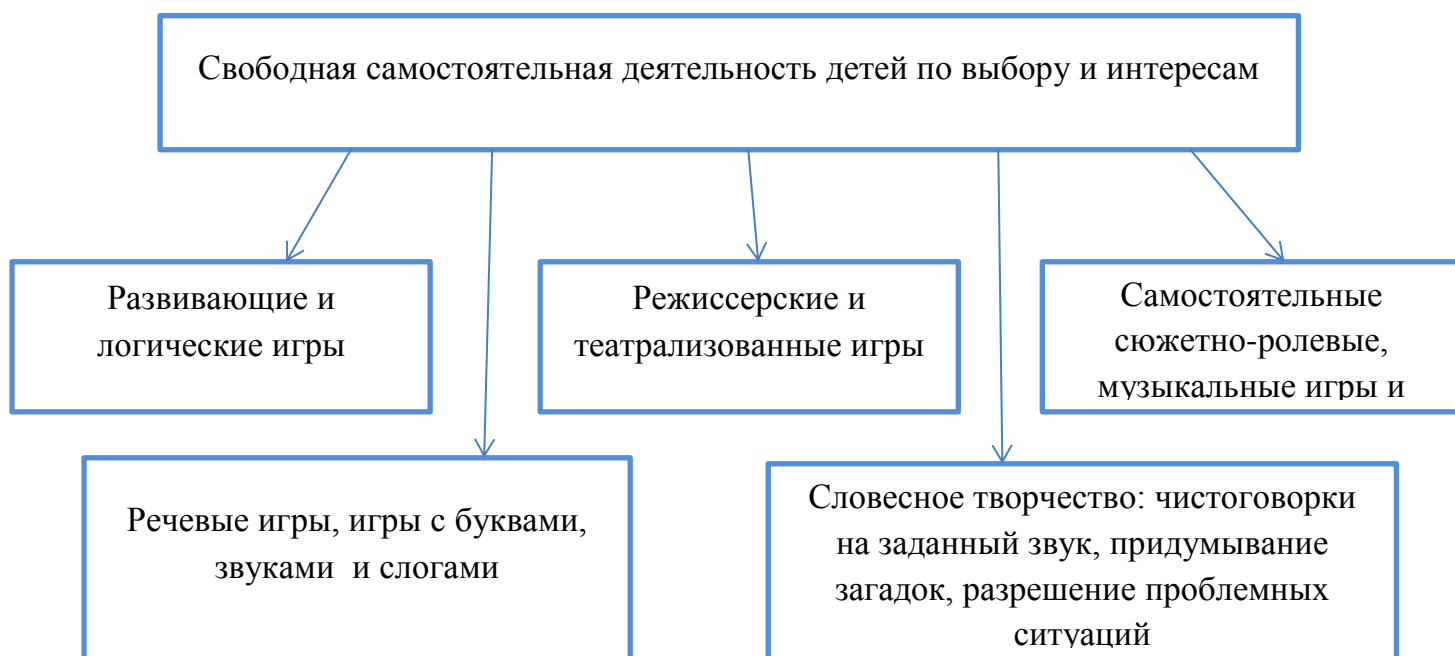 Свободная самостоятельная деятельность детей по выбору и интересам
Развивающие и
логические игры
Режиссерские и
театрализованные игры
Самостоятельные
сюжетно-ролевые,
музыкальные игры и
Речевые игры, игры с буквами,
звуками и слогами
Словесное творчество: чистоговорки
на заданный звук, придумывание
загадок, разрешение проблемных
ситуаций